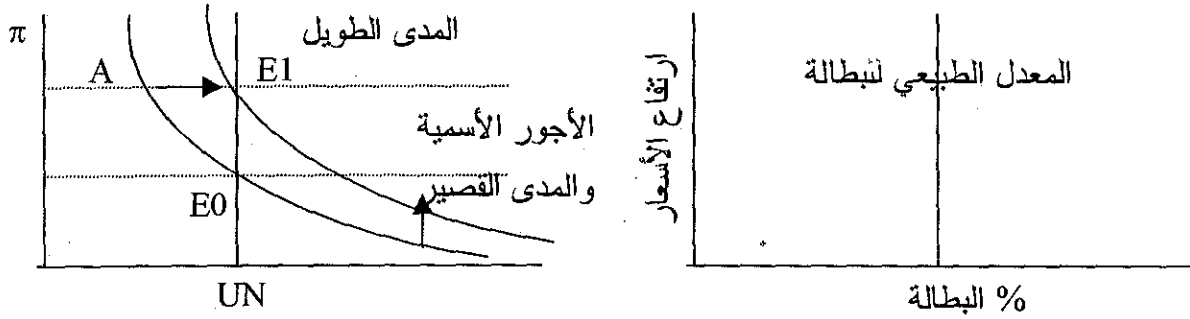 π
المدى الطويل
A
E1
الأجور الأسمية
والمدى القصير
E0
UN
ارتفاع الأسعار
المعدل الطبيعي للبطالة
% البطالة